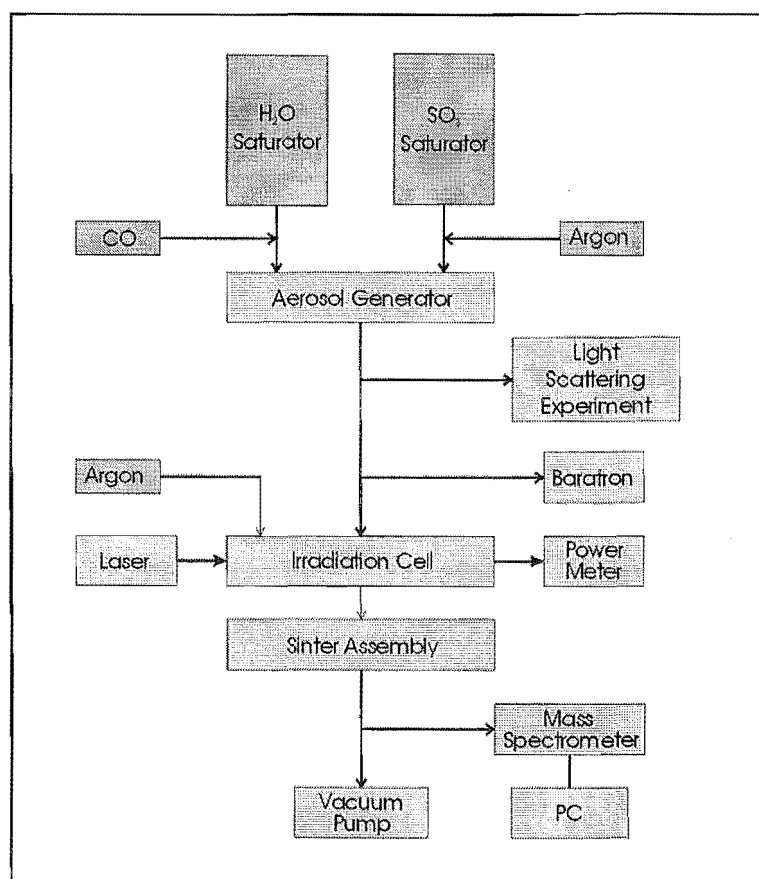 H₂O
Saturator
SO₃
Saturator
CO
Argon
Aerosol Generator
Light
Scattering
Experiment
Argon
Baratron
Laser
Irradiation Cell
Power
Meter
Sinter Assembly
Mass
Spectrometer
Vacuum
Pump
PC